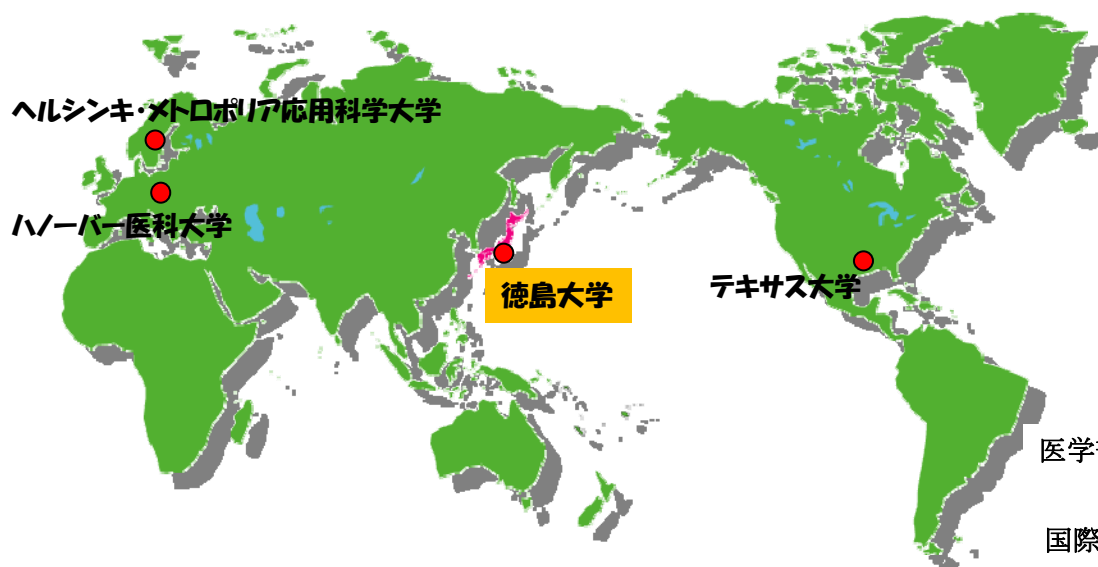 ヘルシンキ・メトロポリア応用科学大学
ハノーバー医科大学
徳島大学
テキサス大学
医学
国際